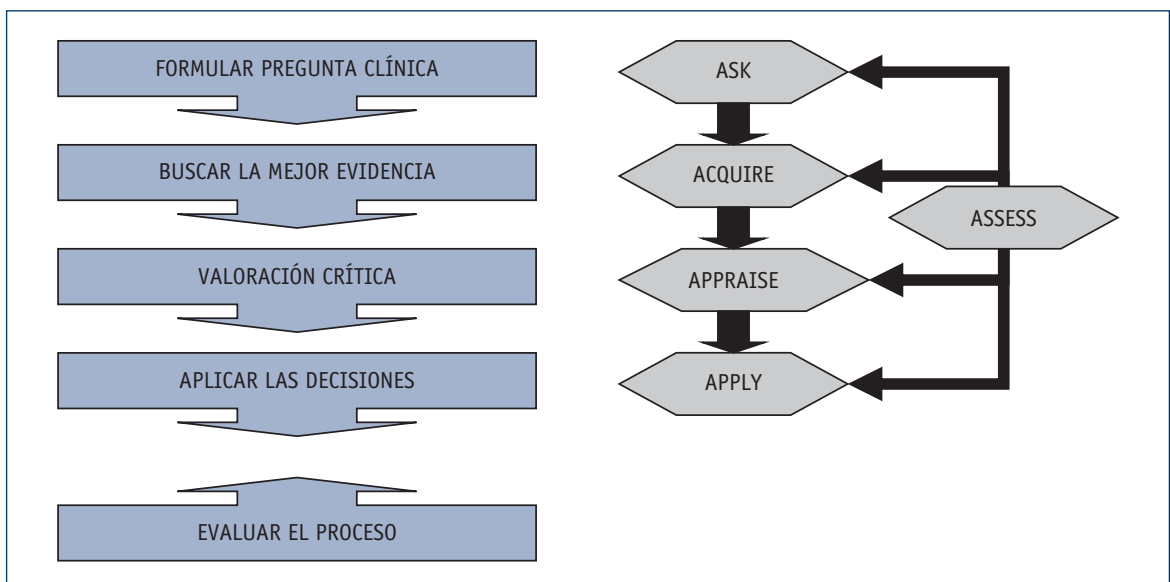 FORMULAR PREGUNTA CLÍNICA
BUSCAR LA MEJOR EVIDENCIA
VALORACIÓN CRÍTICA
APLICAR LAS DECISIONES
EVALUAR EL PROCESO
ASK
ACQUIRE
APPRAISE
APPLY
ASSESS